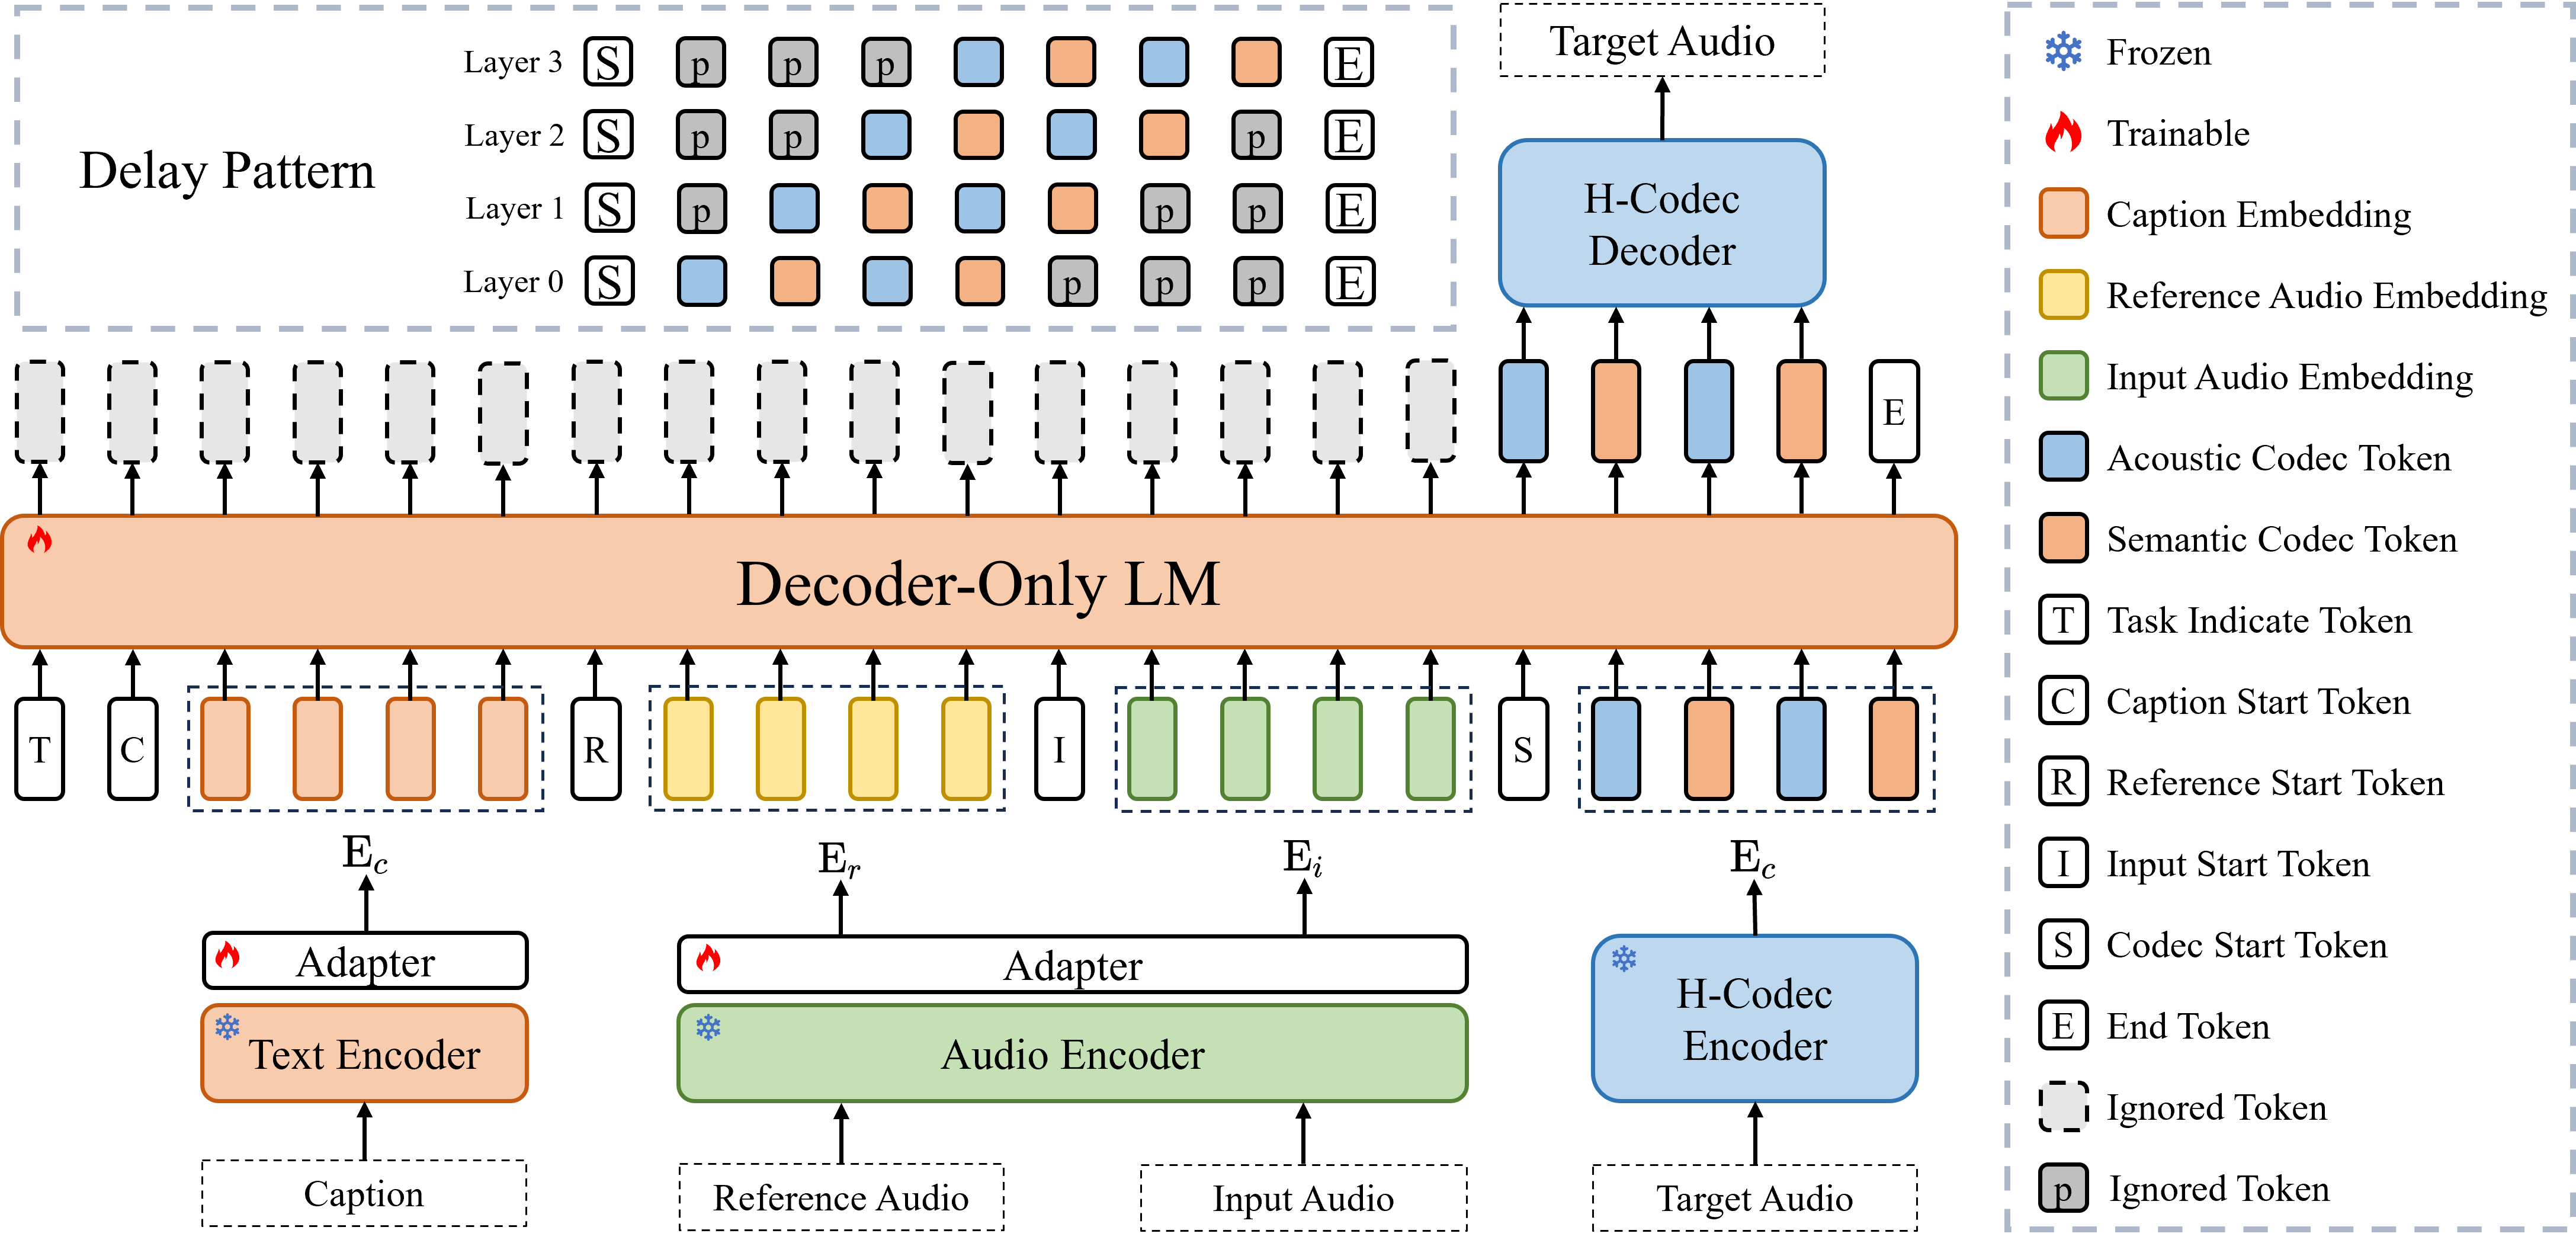 Delay Pattern
Layer 3 S p p p E
Layer 2 S p p p E
Layer 1 S p p p E
Layer 0 S p p p E
Target Audio
H-Codec
Decoder
E
Decoder-Only LM
T C R I S
E_c E_r E_i E_c
Adapter
Text Encoder
Caption
Adapter
Audio Encoder
Reference Audio
Input Audio
H-Codec
Encoder
Target Audio
Frozen
Trainable
Caption Embedding
Reference Audio Embedding
Input Audio Embedding
Acoustic Codec Token
Semantic Codec Token
T Task Indicate Token
C Caption Start Token
R Reference Start Token
I Input Start Token
S Codec Start Token
E End Token
Ignored Token
p Ignored Token